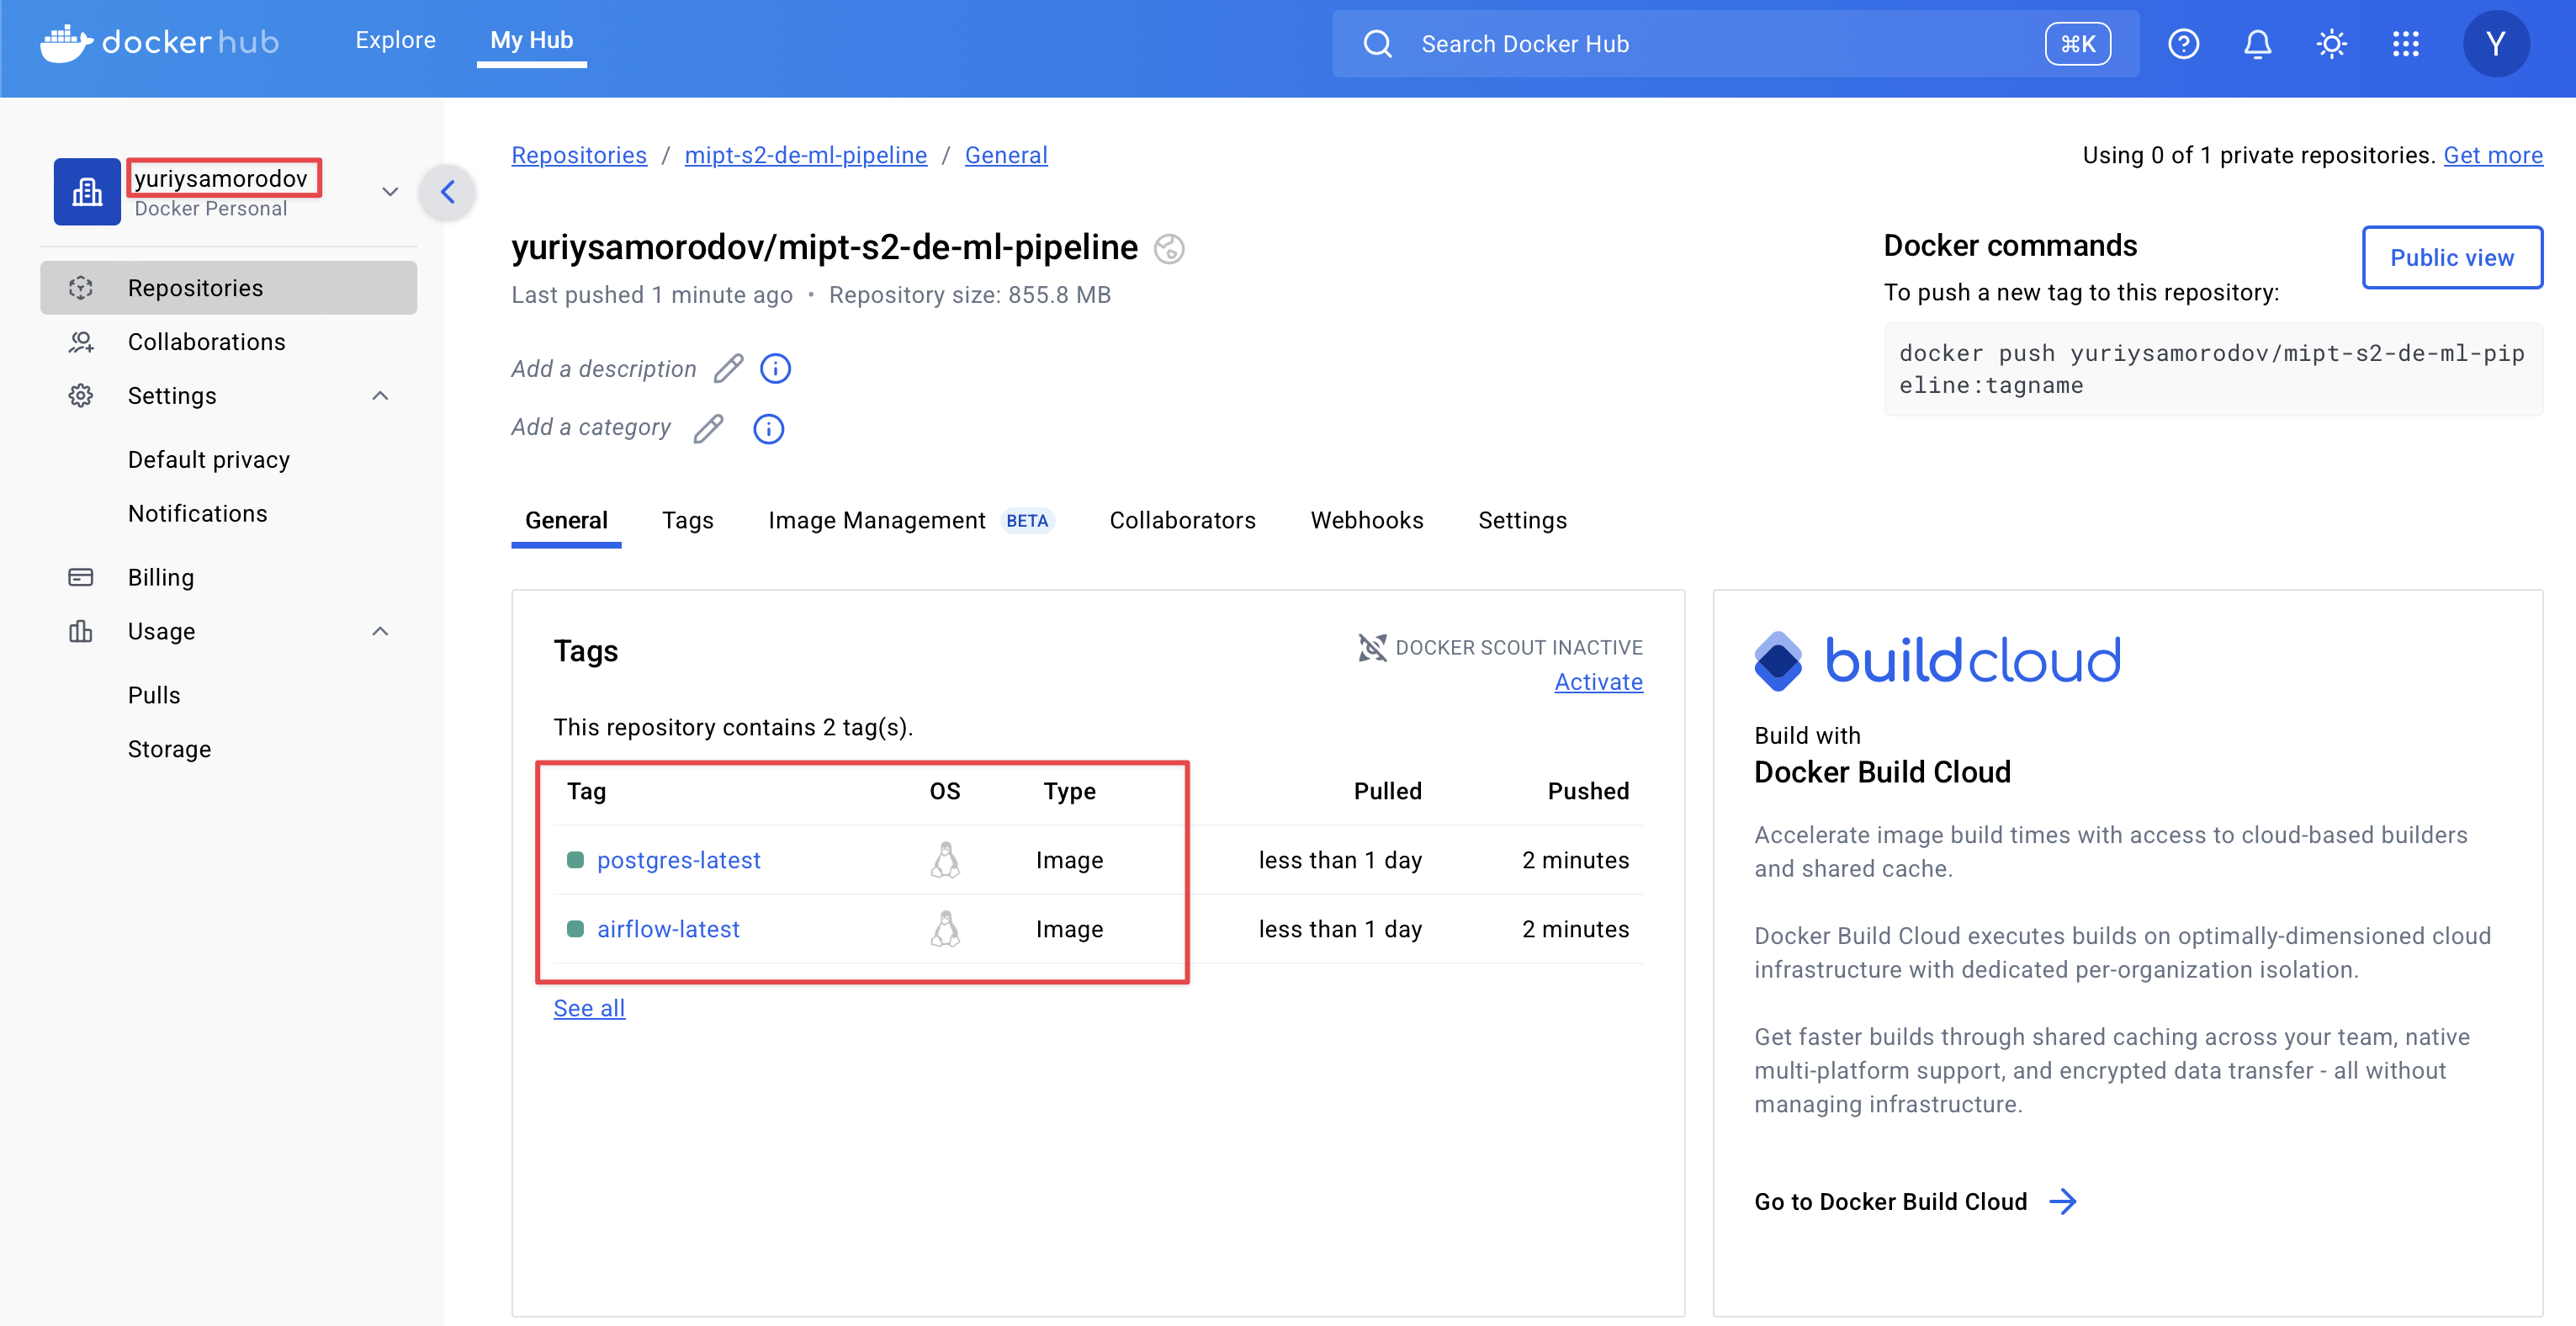 dockerhub
Explore
My Hub
Search Docker Hub
⌘K
Y
yuriysamorodov
Docker Personal
Repositories
Collaborations
Settings
Default privacy
Notifications
Billing
Usage
Pulls
Storage
Repositories / mipt-s2-de-ml-pipeline / General
Using 0 of 1 private repositories. Get more
yuriysamorodov/mipt-s2-de-ml-pipeline
Last pushed 1 minute ago • Repository size: 855.8 MB
Add a description
Add a category
Docker commands
Public view
To push a new tag to this repository:
docker push yuriysamorodov/mipt-s2-de-ml-pip
eline:tagname
General Tags Image Management BETA Collaborators Webhooks Settings
Tags
DOCKER SCOUT INACTIVE
Activate
This repository contains 2 tag(s).
Tag OS Type Pulled Pushed
postgres-latest Image less than 1 day 2 minutes
airflow-latest Image less than 1 day 2 minutes
See all
buildcloud
Build with
Docker Build Cloud
Accelerate image build times with access to cloud-based builders
and shared cache.
Docker Build Cloud executes builds on optimally-dimensioned cloud
infrastructure with dedicated per-organization isolation.
Get faster builds through shared caching across your team, native
multi-platform support, and encrypted data transfer - all without
managing infrastructure.
Go to Docker Build Cloud